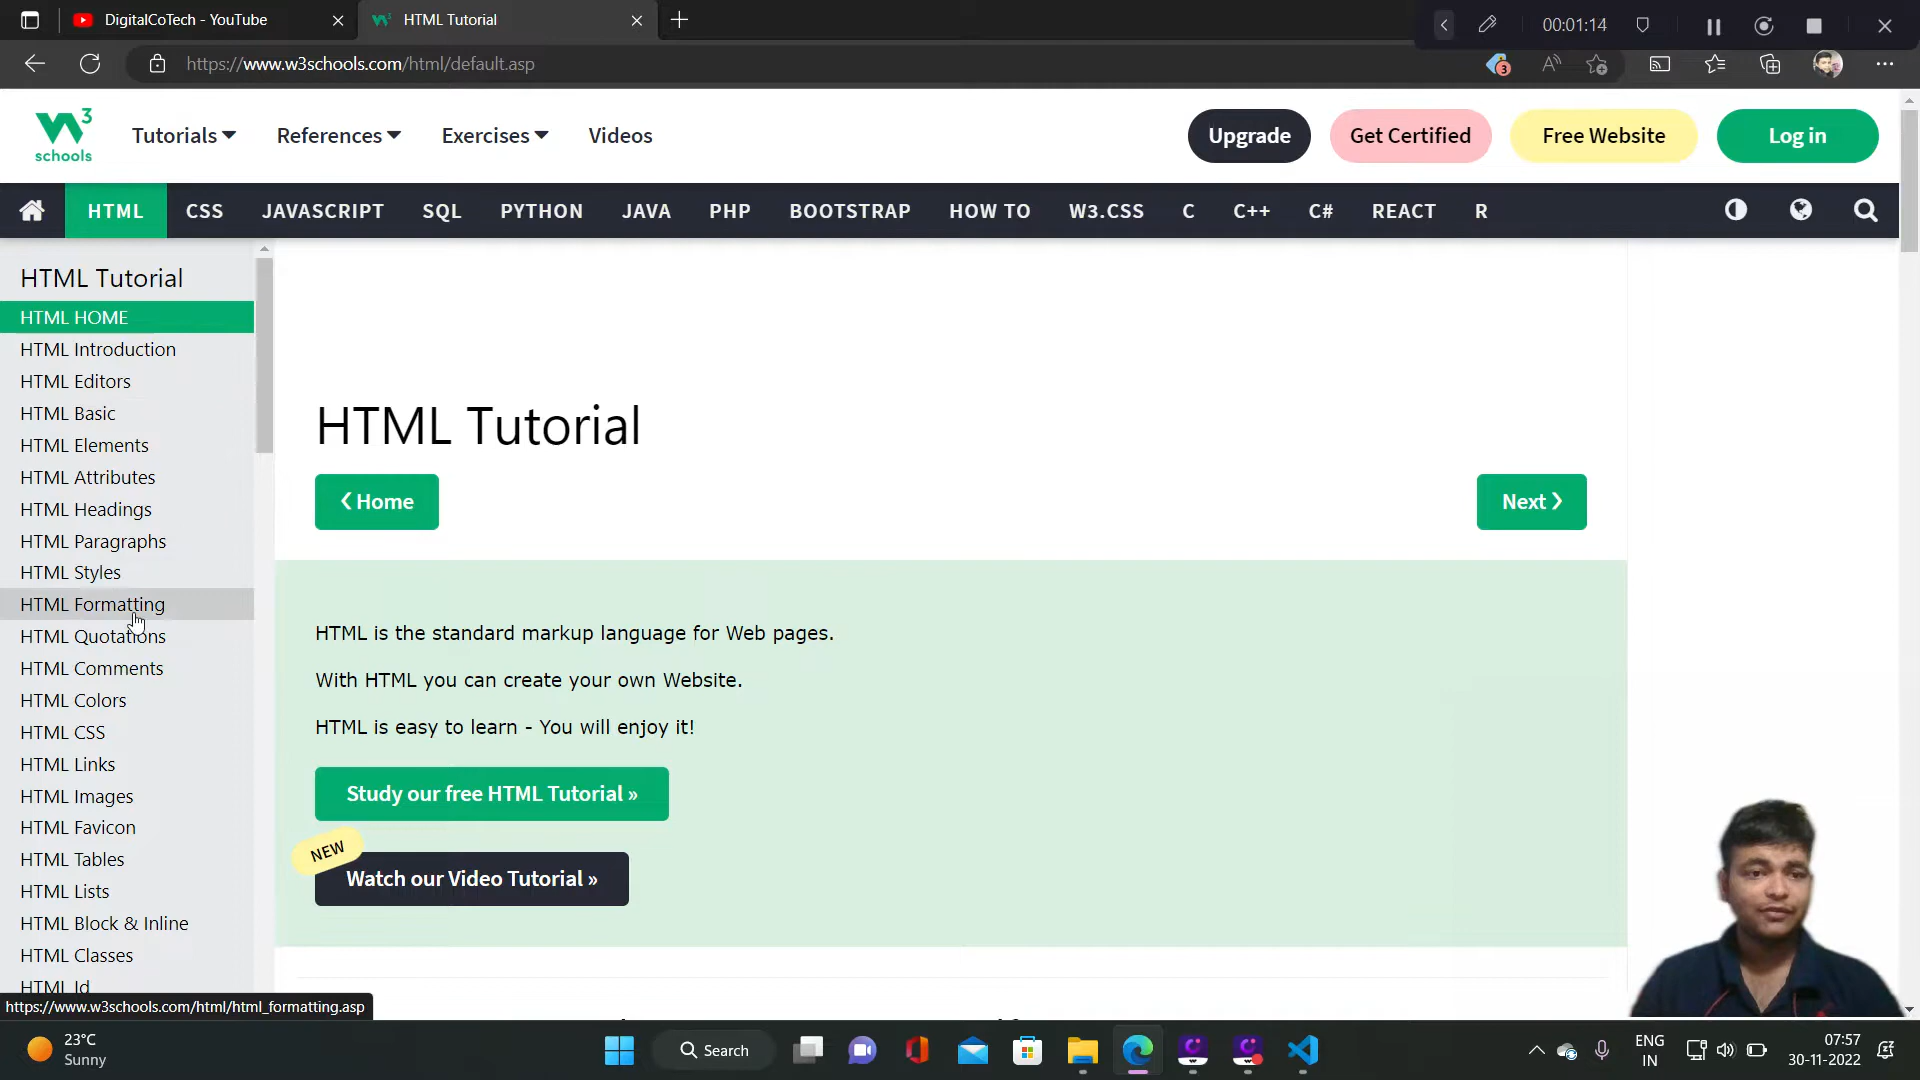 DigitalCoTech - YouTube
HTML Tutorial
00:01:14
https://www.w3schools.com/html/default.asp
3
3
schools
Tutorials
References
Exercises
Videos
Upgrade
Get Certified
Free Website
Log in
HTML
CSS
JAVASCRIPT
SQL
PYTHON
JAVA
PHP
BOOTSTRAP
HOW TO
W3.CSS
C
C++
C#
REACT
R
HTML Tutorial
HTML HOME
HTML Introduction
HTML Editors
HTML Basic
HTML Elements
HTML Attributes
HTML Headings
HTML Paragraphs
HTML Styles
HTML Formatting
HTML Quotations
HTML Comments
HTML Colors
HTML CSS
HTML Links
HTML Images
HTML Favicon
HTML Tables
HTML Lists
HTML Block & Inline
HTML Classes
HTML Id
https://www.w3schools.com/html/html_formatting.asp
HTML Tutorial
❮ Home
Next ❯
HTML is the standard markup language for Web pages.
With HTML you can create your own Website.
HTML is easy to learn - You will enjoy it!
Study our free HTML Tutorial »
NEW
Watch our Video Tutorial »
23°C
Sunny
Search
ENG
IN
07:57
30-11-2022